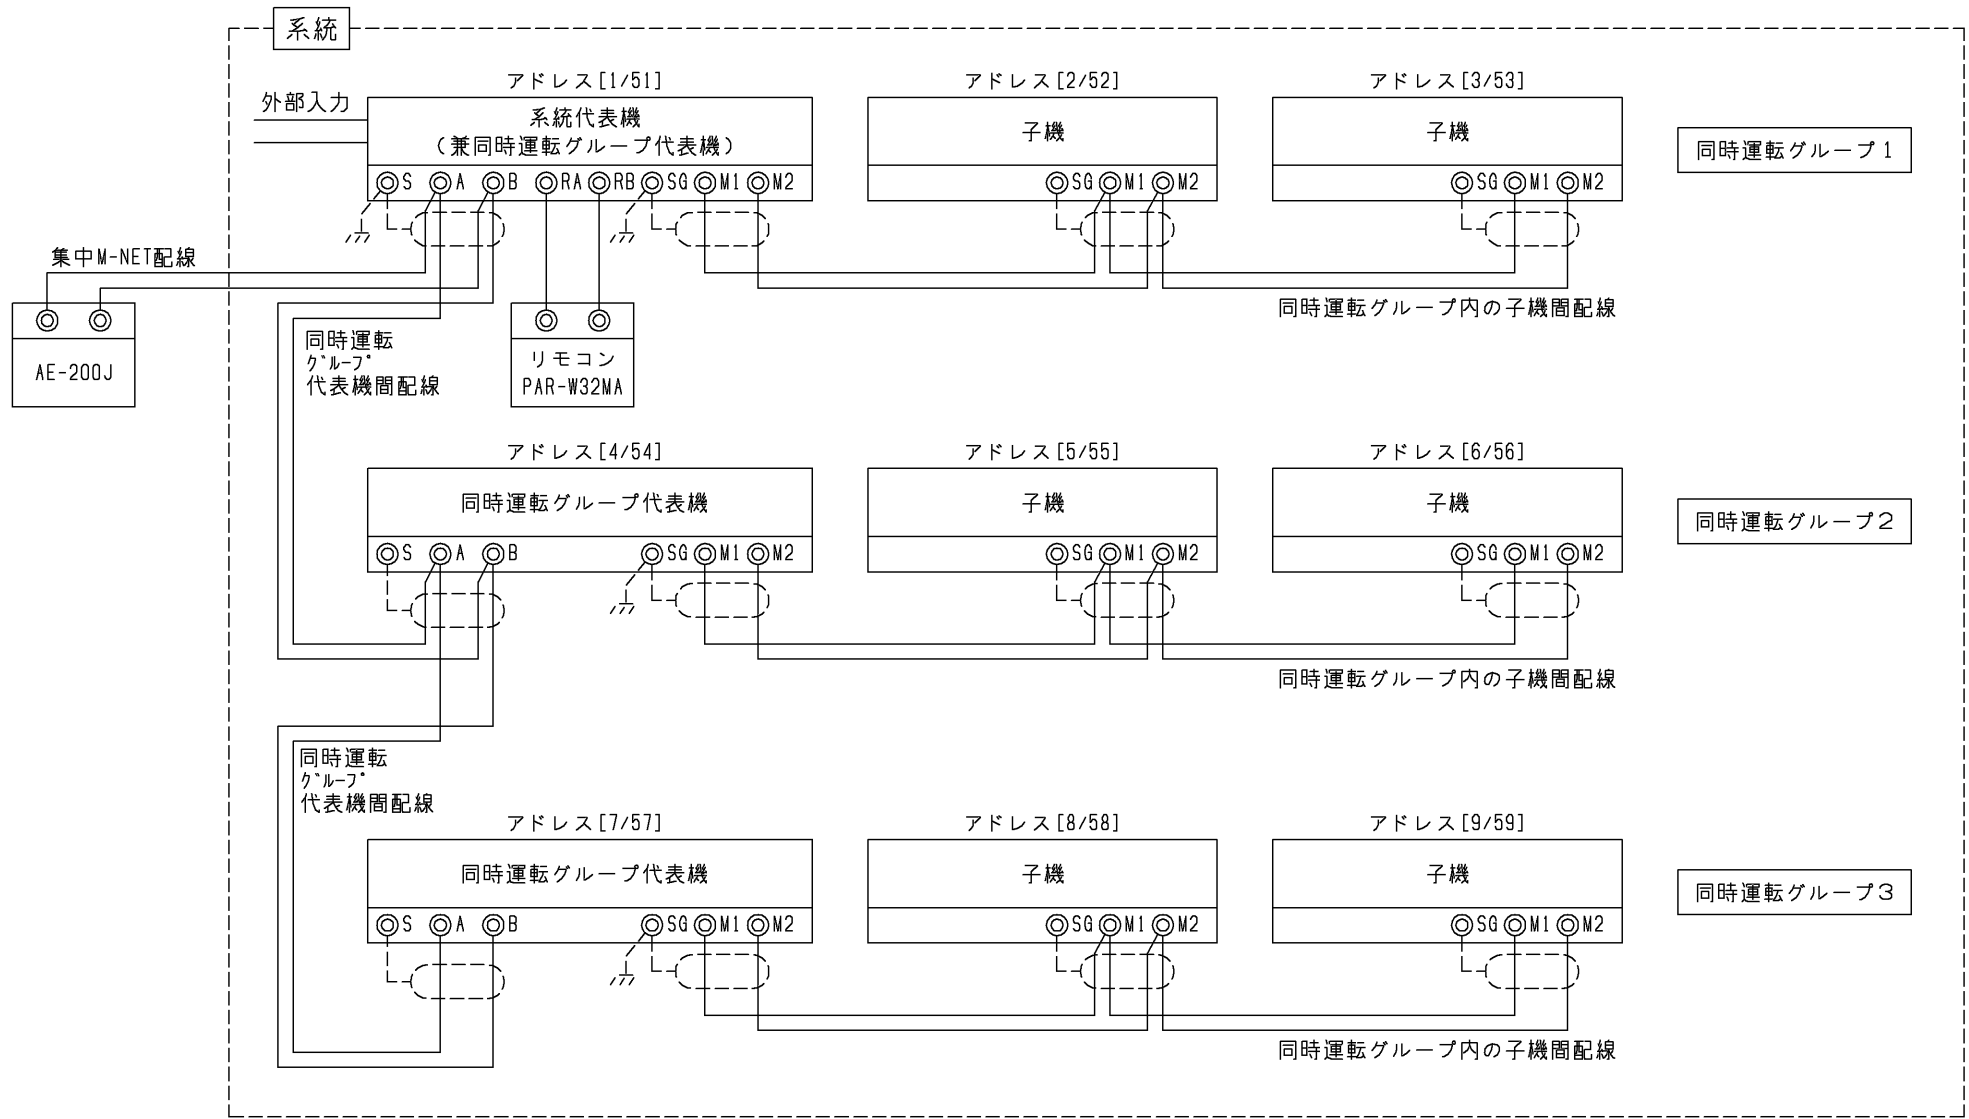 系統
アドレス[1/51]
アドレス[2/52]
アドレス[3/53]
外部入力
系統代表機
（兼同時運転グループ代表機）
子機
子機
同時運転グループ1
S A B RA RB SG M1 M2
SG M1 M2
SG M1 M2
集中M-NET配線
同時運転グループ内の子機間配線
AE-200J
同時運転
グループ
代表機間配線
リモコン
PAR-W32MA
アドレス[4/54]
アドレス[5/55]
アドレス[6/56]
同時運転グループ代表機
子機
子機
同時運転グループ2
S A B SG M1 M2
SG M1 M2
SG M1 M2
同時運転グループ内の子機間配線
同時運転
グループ
代表機間配線
アドレス[7/57]
アドレス[8/58]
アドレス[9/59]
同時運転グループ代表機
子機
子機
同時運転グループ3
S A B SG M1 M2
SG M1 M2
SG M1 M2
同時運転グループ内の子機間配線